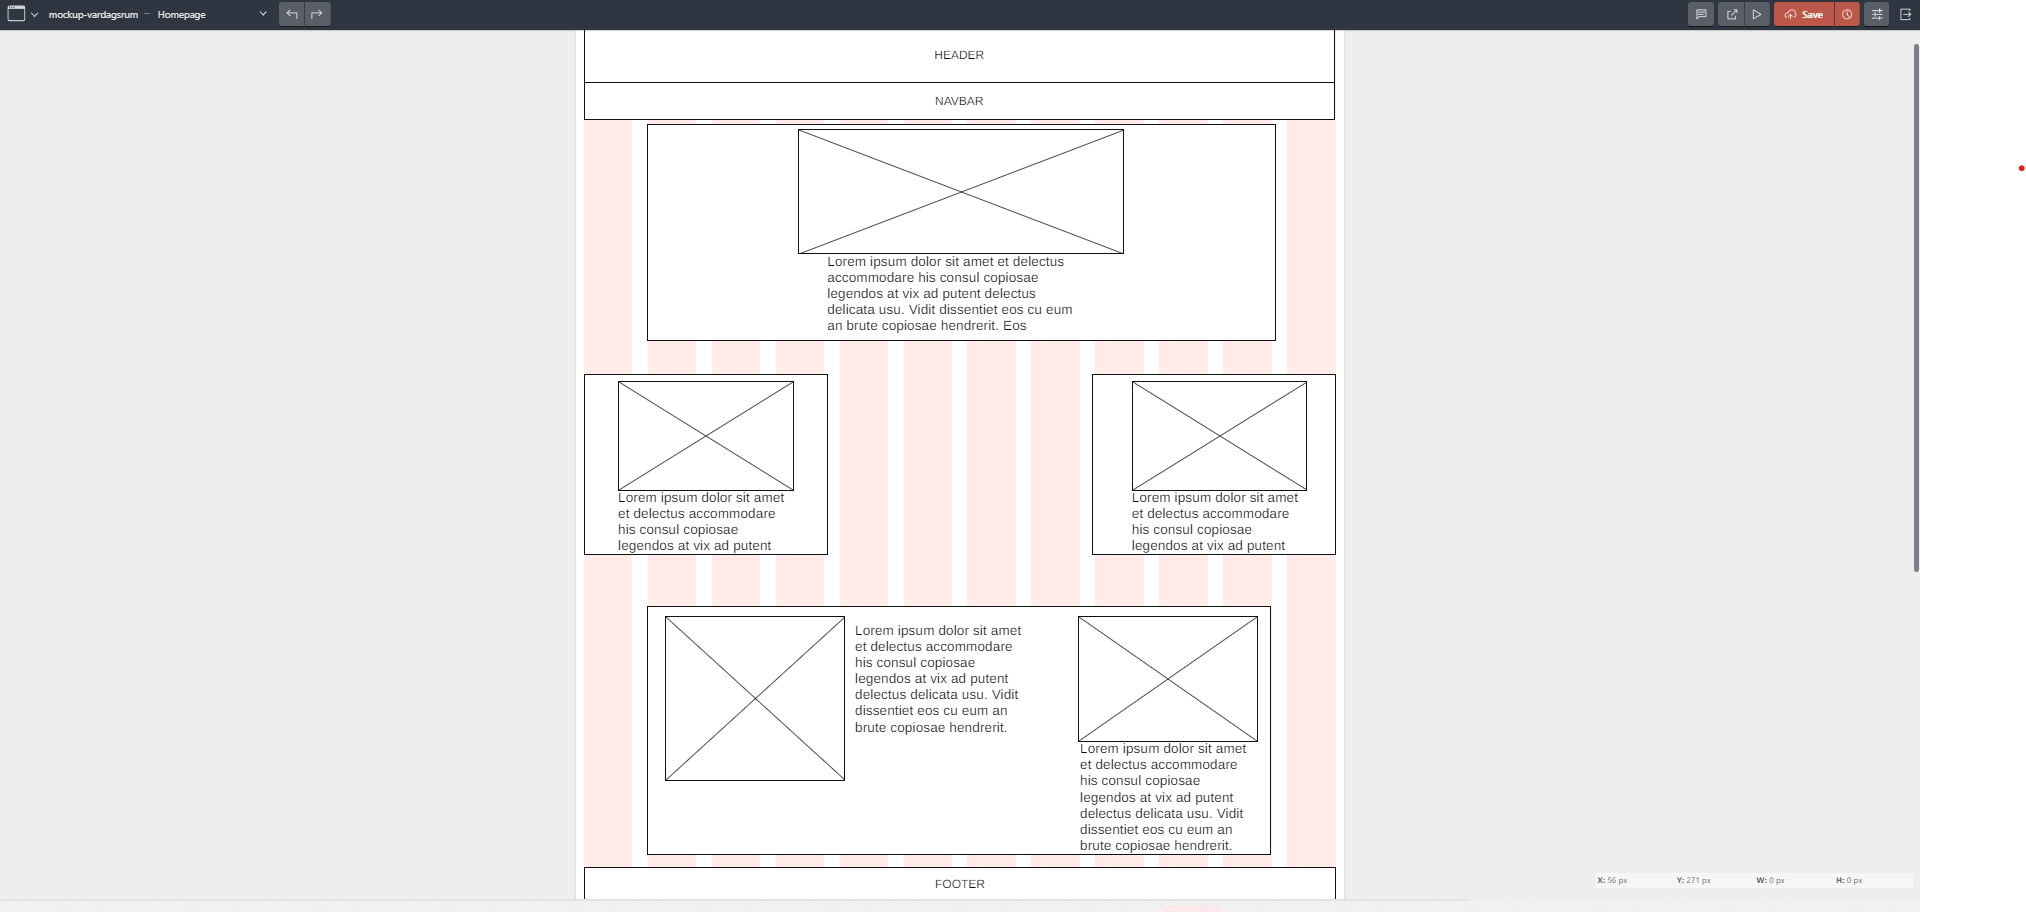 mockup-vardagsrum — Homepage
Save
HEADER
NAVBAR
Lorem ipsum dolor sit amet et delectus
accommodare his consul copiosae
legendos at vix ad putent delectus
delicata usu. Vidit dissentiet eos cu eum
an brute copiosae hendrerit. Eos
Lorem ipsum dolor sit amet
et delectus accommodare
his consul copiosae
legendos at vix ad putent
Lorem ipsum dolor sit amet
et delectus accommodare
his consul copiosae
legendos at vix ad putent
Lorem ipsum dolor sit amet
et delectus accommodare
his consul copiosae
legendos at vix ad putent
delectus delicata usu. Vidit
dissentiet eos cu eum an
brute copiosae hendrerit.
Lorem ipsum dolor sit amet
et delectus accommodare
his consul copiosae
legendos at vix ad putent
delectus delicata usu. Vidit
dissentiet eos cu eum an
brute copiosae hendrerit.
FOOTER
X: 56 px Y: 271 px W: 0 px H: 0 px